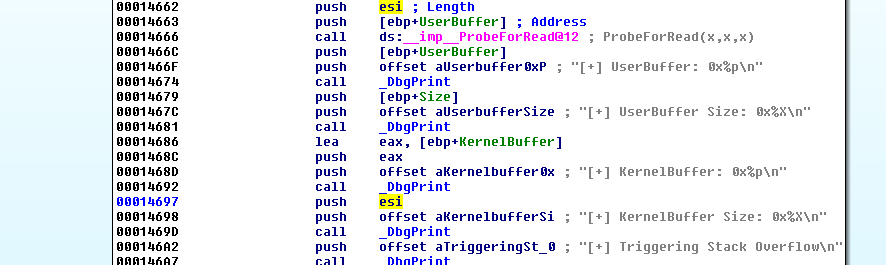 00014662 push esi ; Length
00014663 push [ebp+UserBuffer] ; Address
00014666 call ds:__imp__ProbeForRead@12 ; ProbeForRead(x,x,x)
0001466C push [ebp+UserBuffer]
0001466F push offset aUserbuffer0xP ; "[+] UserBuffer: 0x%p\n"
00014674 call _DbgPrint
00014679 push [ebp+Size]
0001467C push offset aUserbufferSize ; "[+] UserBuffer Size: 0x%X\n"
00014681 call _DbgPrint
00014686 lea eax, [ebp+KernelBuffer]
0001468C push eax
0001468D push offset aKernelbuffer0x ; "[+] KernelBuffer: 0x%p\n"
00014692 call _DbgPrint
00014697 push esi
00014698 push offset aKernelbufferSi ; "[+] KernelBuffer Size: 0x%X\n"
0001469D call _DbgPrint
000146A2 push offset aTriggeringSt_0 ; "[+] Triggering Stack Overflow\n"
000146A7 call _DbgPrint